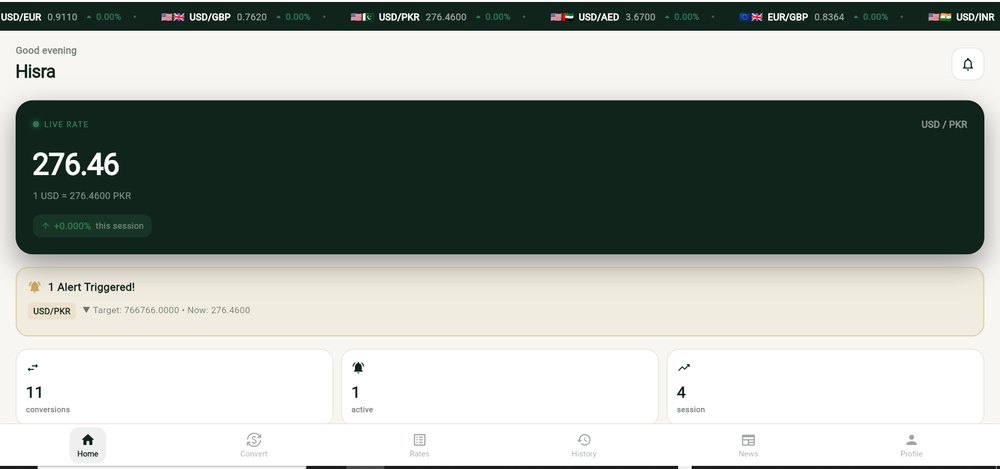 USD/EUR 0.9110 ▲ 0.00% • USD/GBP 0.7620 ▲ 0.00% • USD/PKR 276.4600 ▲ 0.00% • USD/AED 3.6700 ▲ 0.00% • EUR/GBP 0.8364 ▲ 0.00% • USD/INR
Good evening
Hisra
LIVE RATE
USD / PKR
276.46
1 USD = 276.4600 PKR
↑ +0.000% this session
1 Alert Triggered!
USD/PKR ▼ Target: 766766.0000 • Now: 276.4600
11
conversions
1
active
4
session
Home
Convert
Rates
History
News
Profile